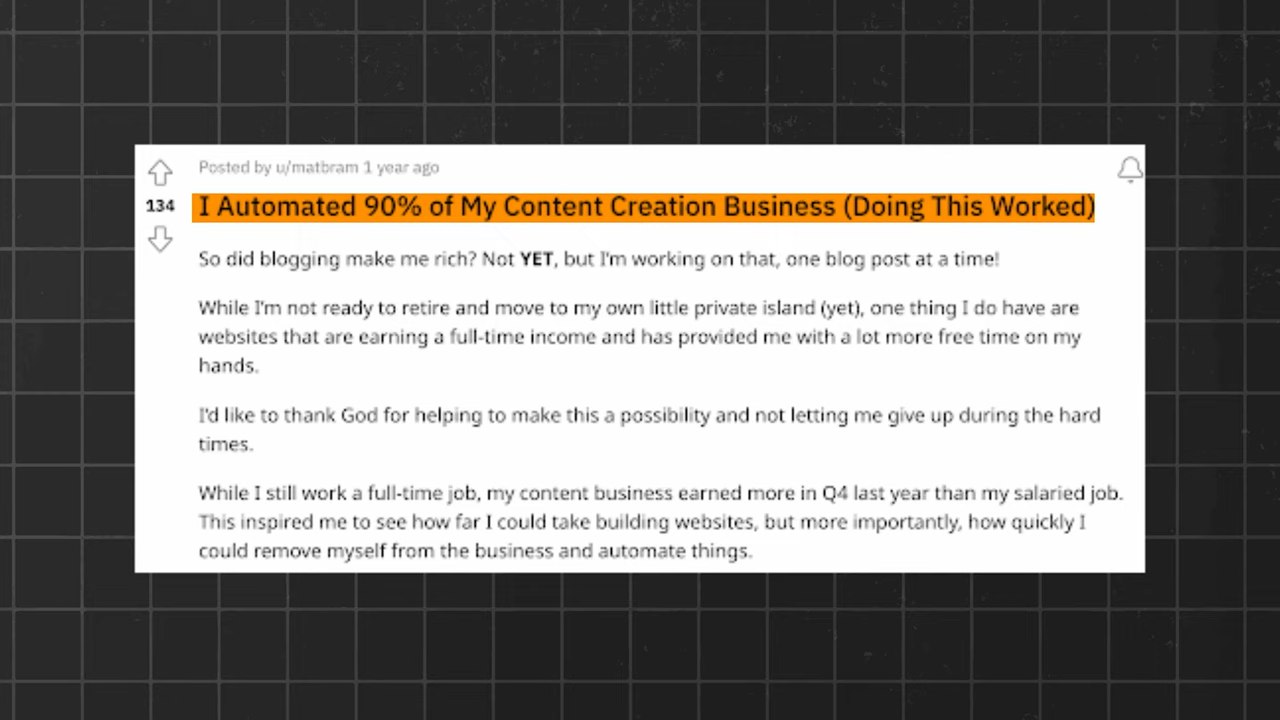 Posted by u/matbram 1 year ago
134
I Automated 90% of My Content Creation Business (Doing This Worked)
So did blogging make me rich? Not YET, but I'm working on that, one blog post at a time!
While I'm not ready to retire and move to my own little private island (yet), one thing I do have are
websites that are earning a full-time income and has provided me with a lot more free time on my
hands.
I'd like to thank God for helping to make this a possibility and not letting me give up during the hard
times.
While I still work a full-time job, my content business earned more in Q4 last year than my salaried job.
This inspired me to see how far I could take building websites, but more importantly, how quickly I
could remove myself from the business and automate things.